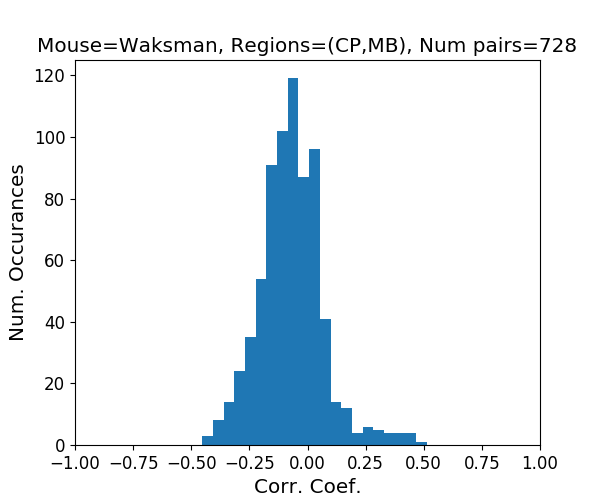 Mouse=Waksman, Regions=(CP,MB), Num pairs=728
120
100
80
60
40
20
0
Num. Occurances
−1.00 −0.75 −0.50 −0.25 0.00 0.25 0.50 0.75 1.00
Corr. Coef.